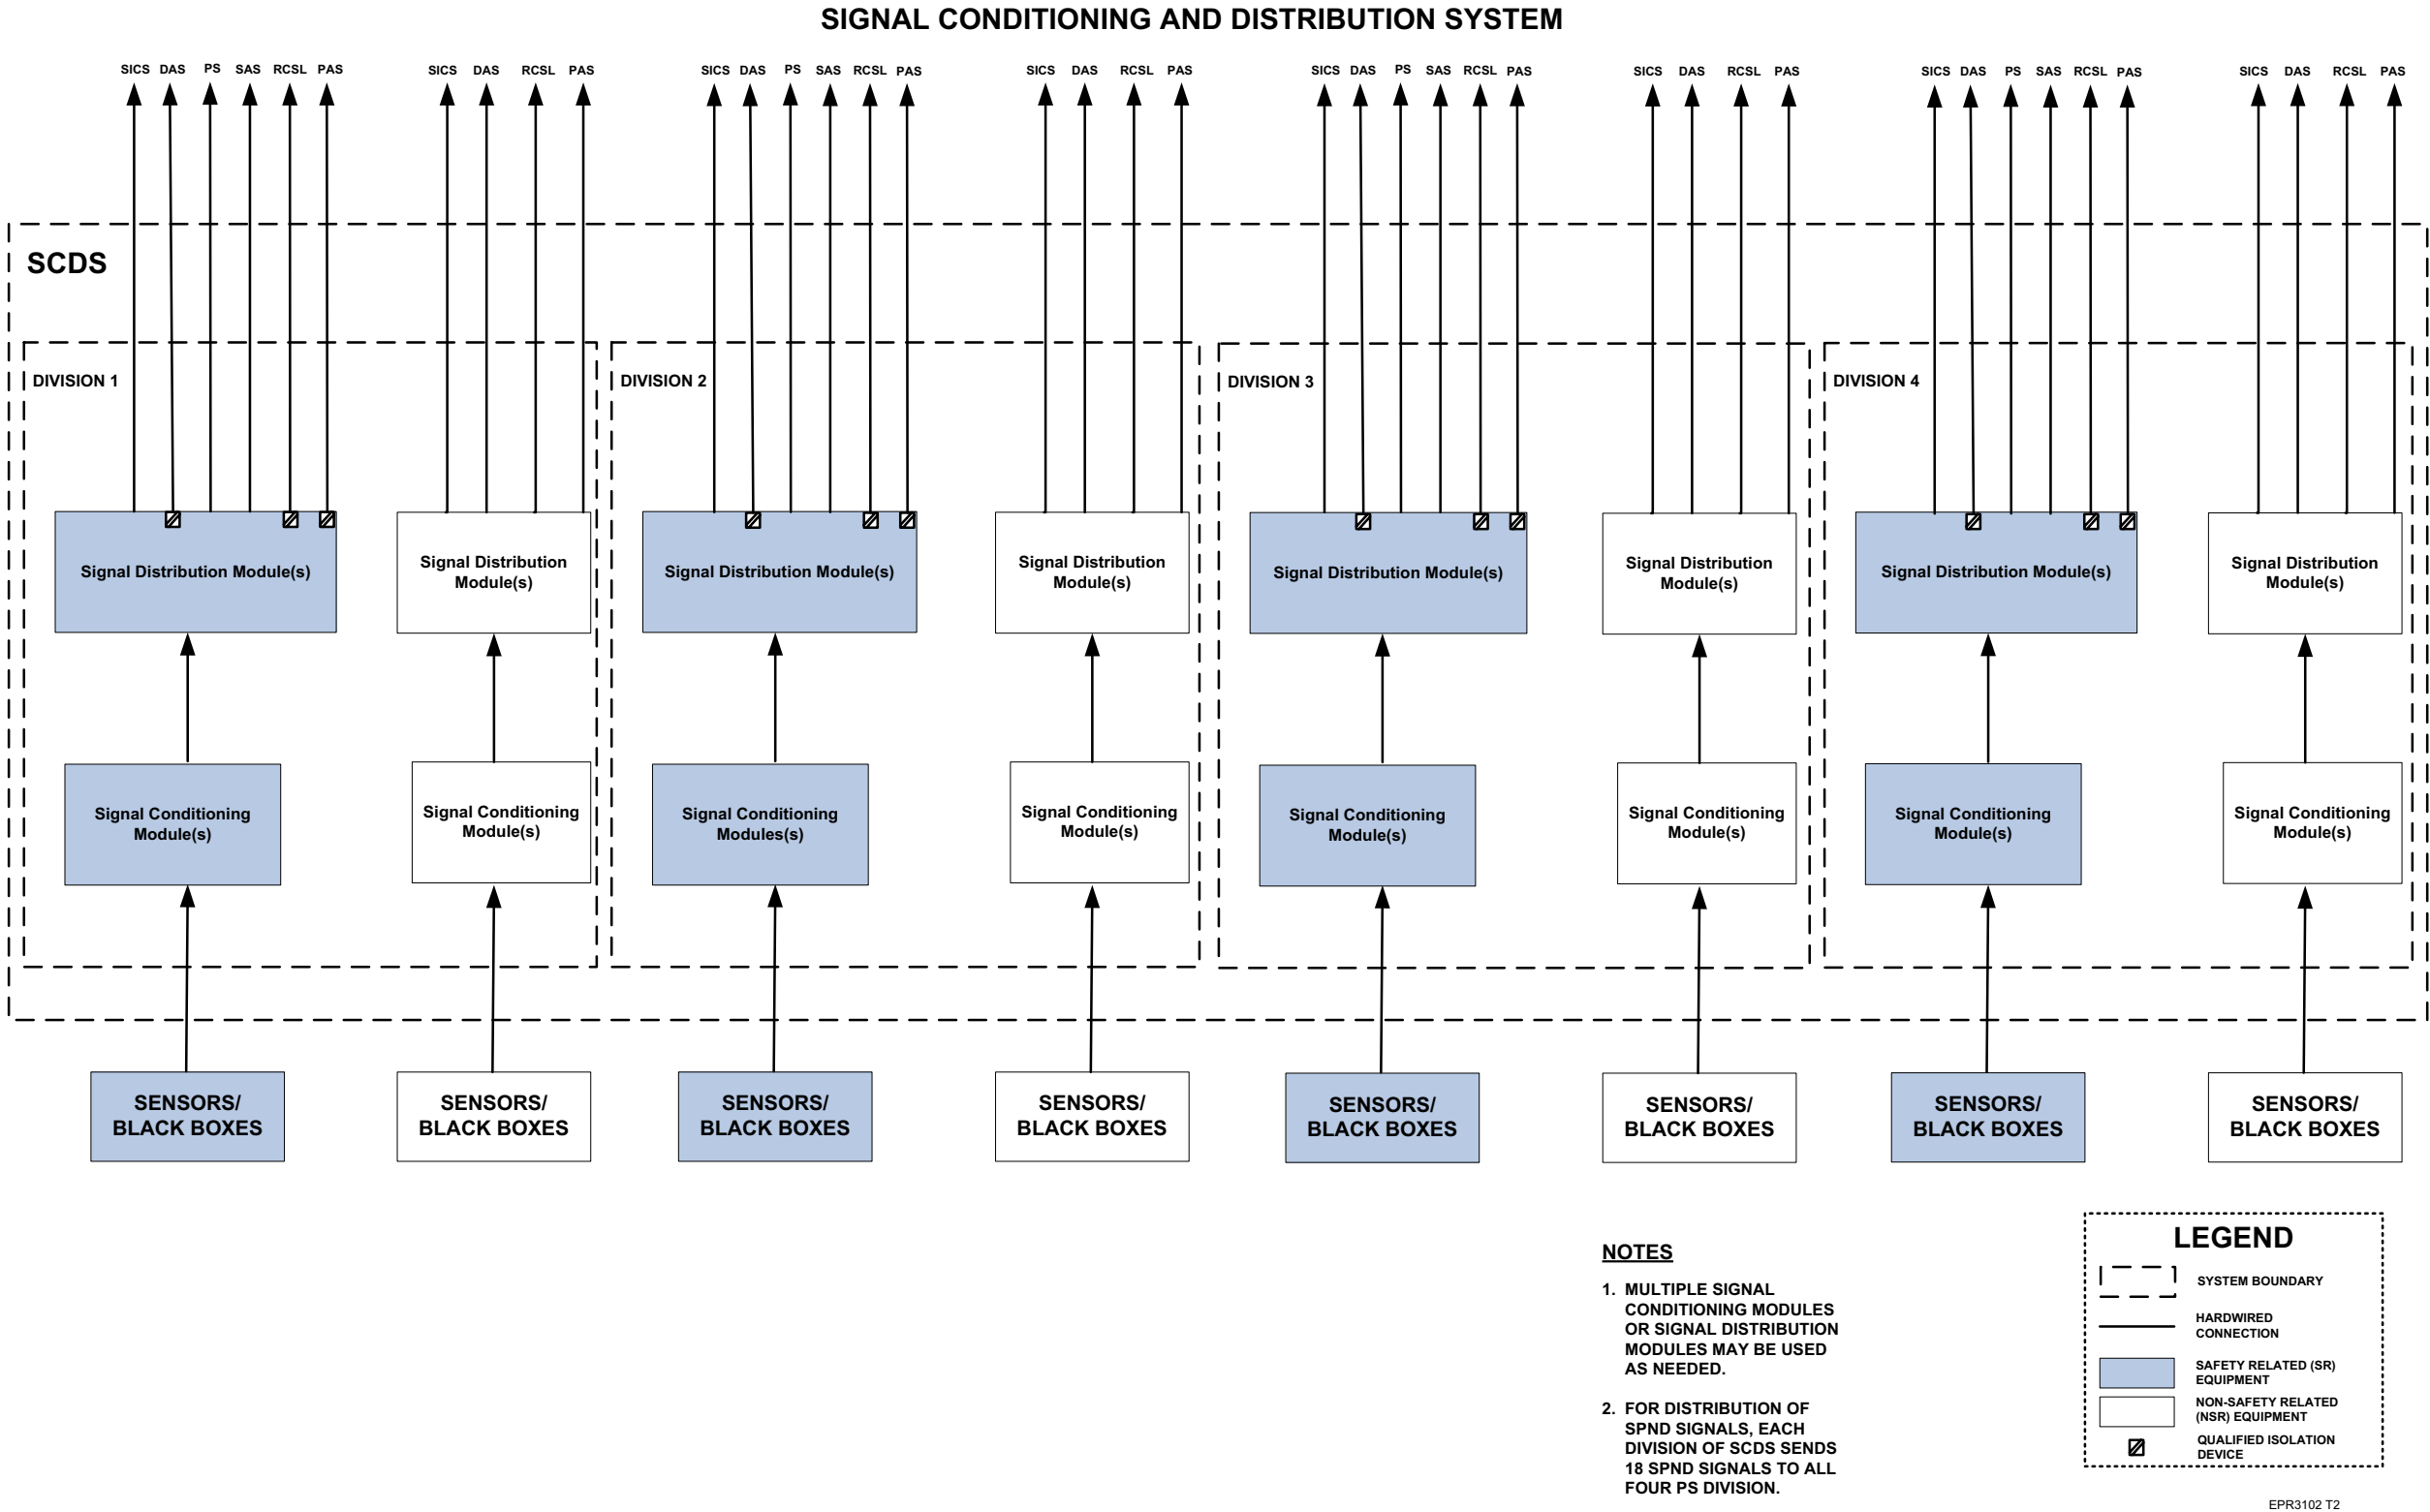 SIGNAL CONDITIONING AND DISTRIBUTION SYSTEM
SICS DAS PS SAS RCSL PAS
SICS DAS RCSL PAS
SICS DAS PS SAS RCSL PAS
SICS DAS RCSL PAS
SICS DAS PS SAS RCSL PAS
SICS DAS RCSL PAS
SICS DAS PS SAS RCSL PAS
SICS DAS RCSL PAS
SCDS
DIVISION 1
DIVISION 2
DIVISION 3
DIVISION 4
Signal Distribution Module(s)
Signal Distribution
Module(s)
Signal Distribution Module(s)
Signal Distribution
Module(s)
Signal Distribution Module(s)
Signal Distribution
Module(s)
Signal Distribution Module(s)
Signal Distribution
Module(s)
Signal Conditioning
Module(s)
Signal Conditioning
Module(s)
Signal Conditioning
Modules(s)
Signal Conditioning
Module(s)
Signal Conditioning
Module(s)
Signal Conditioning
Module(s)
Signal Conditioning
Module(s)
Signal Conditioning
Module(s)
SENSORS/
BLACK BOXES
SENSORS/
BLACK BOXES
SENSORS/
BLACK BOXES
SENSORS/
BLACK BOXES
SENSORS/
BLACK BOXES
SENSORS/
BLACK BOXES
SENSORS/
BLACK BOXES
SENSORS/
BLACK BOXES
NOTES
1. MULTIPLE SIGNAL
CONDITIONING MODULES
OR SIGNAL DISTRIBUTION
MODULES MAY BE USED
AS NEEDED.
2. FOR DISTRIBUTION OF
SPND SIGNALS, EACH
DIVISION OF SCDS SENDS
18 SPND SIGNALS TO ALL
FOUR PS DIVISION.
LEGEND
SYSTEM BOUNDARY
HARDWIRED
CONNECTION
SAFETY RELATED (SR)
EQUIPMENT
NON-SAFETY RELATED
(NSR) EQUIPMENT
QUALIFIED ISOLATION
DEVICE
EPR3102 T2